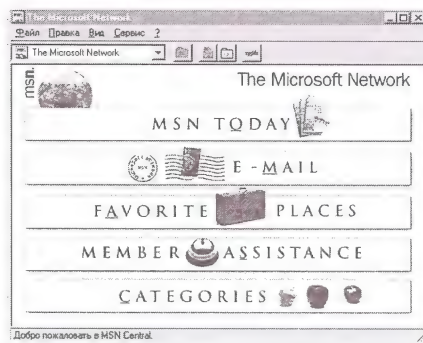 The Microsoft Network
Файл Правка Вид Сервис ?
The Microsoft Network
msn.
The Microsoft Network
MSN TODAY
E-MAIL
FAVORITE PLACES
MEMBER ASSISTANCE
CATEGORIES
Добро пожаловать в MSN Central.